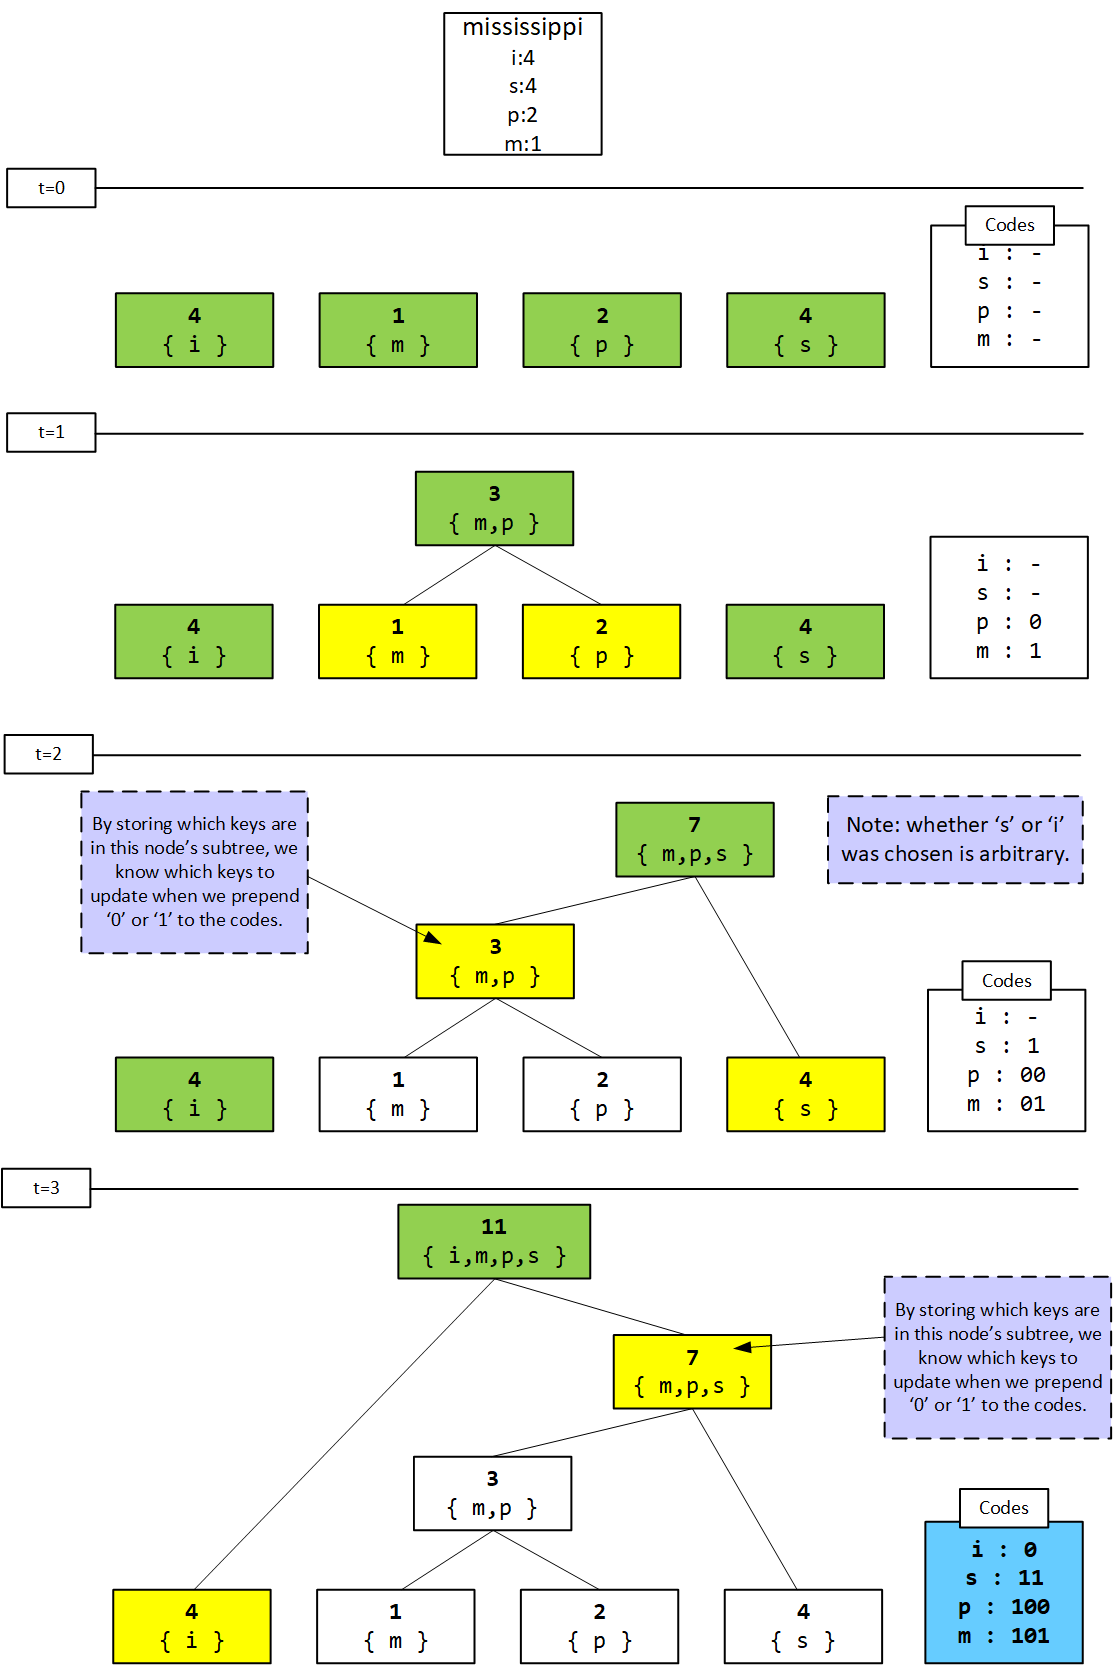 mississippi
i:4
s:4
p:2
m:1
t=0
Codes
i : -
s : -
p : -
m : -
4
{ i }
1
{ m }
2
{ p }
4
{ s }
t=1
3
{ m,p }
4
{ i }
1
{ m }
2
{ p }
4
{ s }
i : -
s : -
p : 0
m : 1
t=2
By storing which keys are
in this node’s subtree, we
know which keys to
update when we prepend
‘0’ or ‘1’ to the codes.
7
{ m,p,s }
Note: whether ‘s’ or ‘i’
was chosen is arbitrary.
3
{ m,p }
4
{ i }
1
{ m }
2
{ p }
4
{ s }
Codes
i : -
s : 1
p : 00
m : 01
t=3
11
{ i,m,p,s }
7
{ m,p,s }
By storing which keys are
in this node’s subtree, we
know which keys to
update when we prepend
‘0’ or ‘1’ to the codes.
3
{ m,p }
4
{ i }
1
{ m }
2
{ p }
4
{ s }
Codes
i : 0
s : 11
p : 100
m : 101